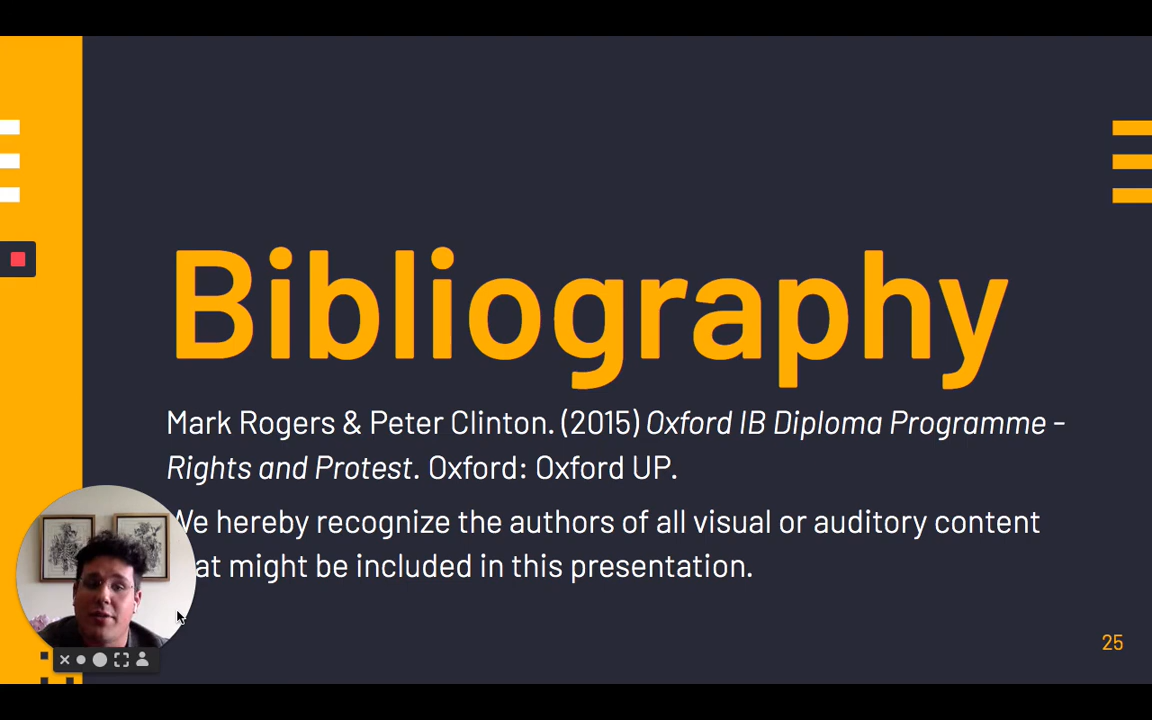 Bibliography
Mark Rogers & Peter Clinton. (2015) Oxford IB Diploma Programme -
Rights and Protest. Oxford: Oxford UP.
We hereby recognize the authors of all visual or auditory content
at might be included in this presentation.
25